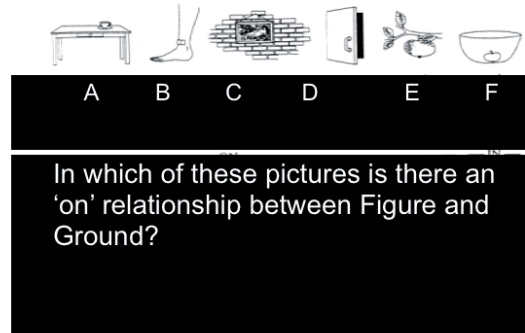 A B C D E F
In which of these pictures is there an
‘on’ relationship between Figure and
Ground?